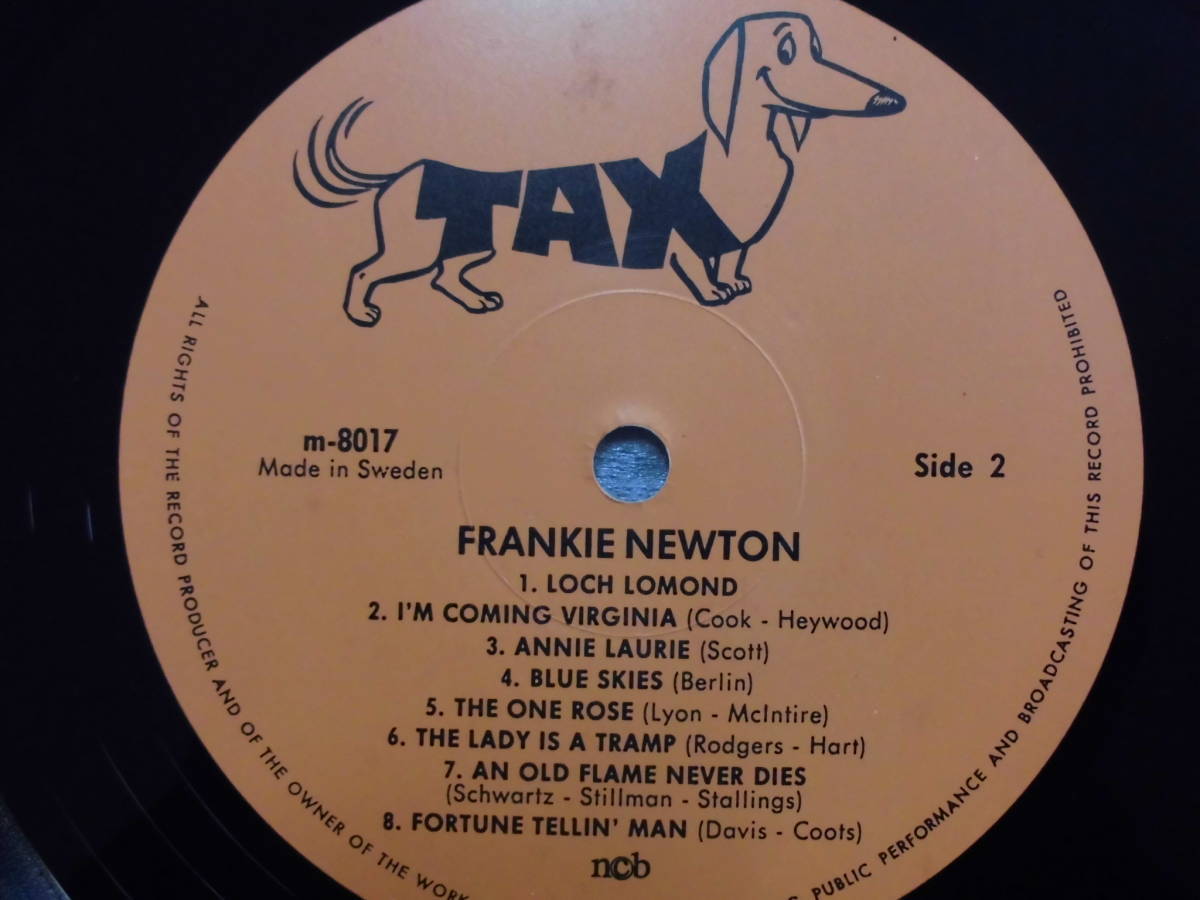 TAX
m-8017
Made in Sweden
Side 2
FRANKIE NEWTON
1. LOCH LOMOND
2. I'M COMING VIRGINIA (Cook - Heywood)
3. ANNIE LAURIE (Scott)
4. BLUE SKIES (Berlin)
5. THE ONE ROSE (Lyon - McIntire)
6. THE LADY IS A TRAMP (Rodgers - Hart)
7. AN OLD FLAME NEVER DIES
(Schwartz - Stillman - Stallings)
8. FORTUNE TELLIN' MAN (Davis - Coots)
ncb
ALL RIGHTS OF THE RECORD PRODUCER AND OF THE OWNER OF THE WORK
PUBLIC PERFORMANCE AND BROADCASTING OF THIS RECORD PROHIBITED